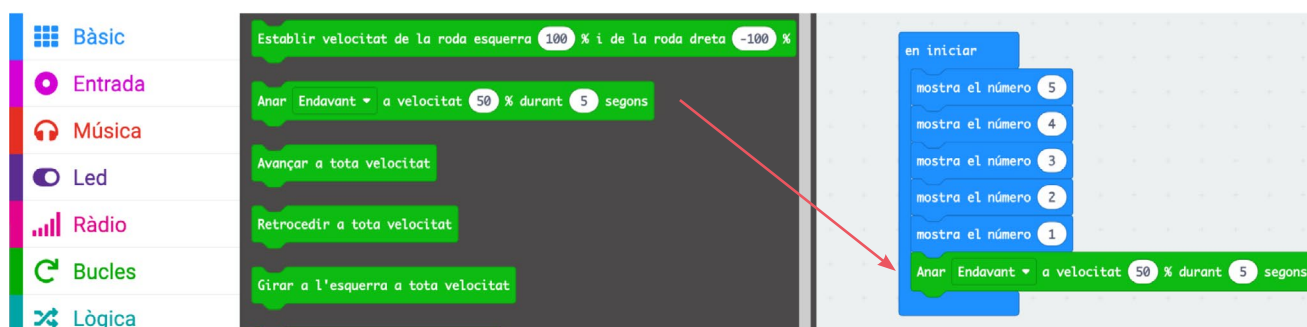 Bàsic
Entrada
Música
Led
Ràdio
Bucles
Lògica
Establir velocitat de la roda esquerra 100 % i de la roda dreta -100 %
Anar Endavant a velocitat 50 % durant 5 segons
Avançar a tota velocitat
Retrocedir a tota velocitat
Girar a l'esquerra a tota velocitat
en iniciar
mostra el número 5
mostra el número 4
mostra el número 3
mostra el número 2
mostra el número 1
Anar Endavant a velocitat 50 % durant 5 segons